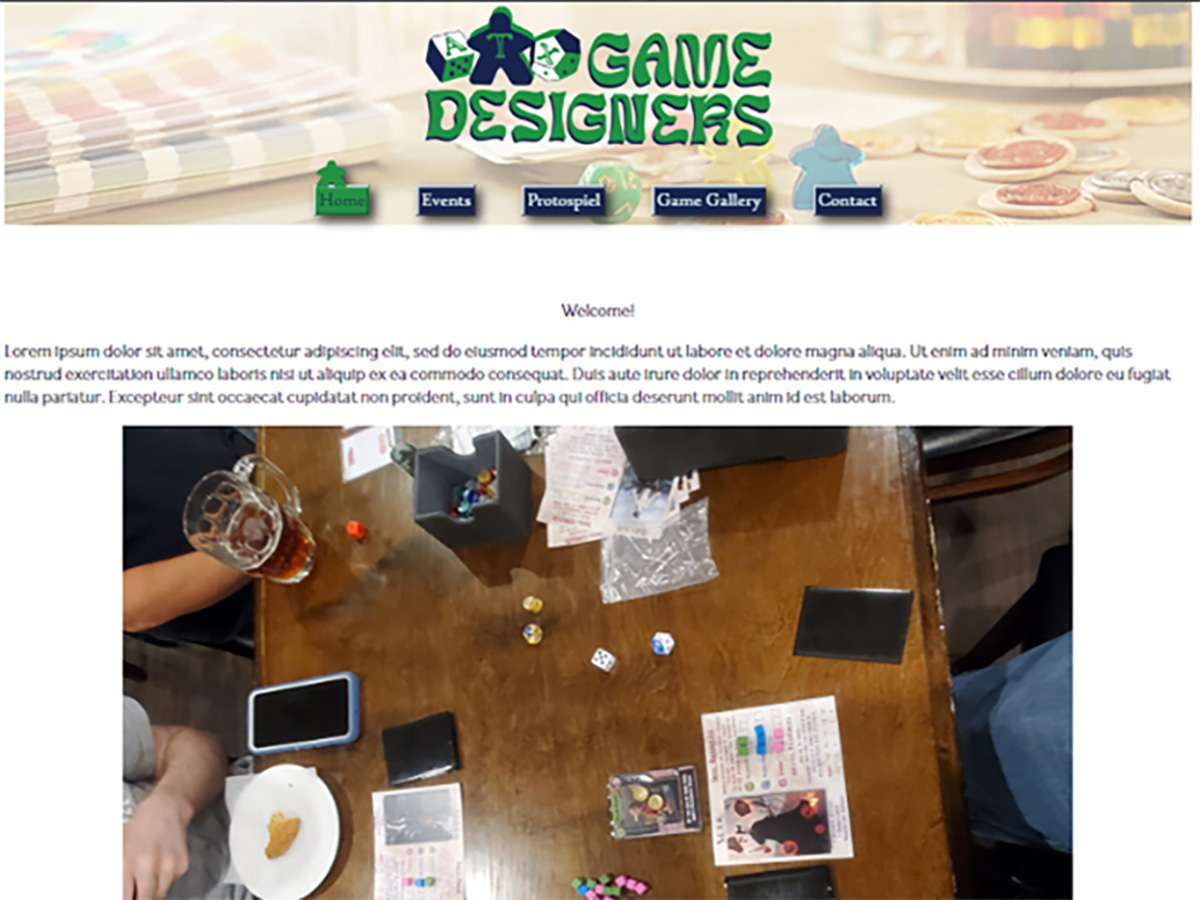 ATX GAME
DESIGNERS
Home Events Protospiel Game Gallery Contact
Welcome!
Lorem ipsum dolor sit amet, consectetur adipiscing elit, sed do eiusmod tempor incididunt ut labore et dolore magna aliqua. Ut enim ad minim veniam, quis
nostrud exercitation ullamco laboris nisi ut aliquip ex ea commodo consequat. Duis aute irure dolor in reprehenderit in voluptate velit esse cillum dolore eu fugiat
nulla pariatur. Excepteur sint occaecat cupidatat non proident, sunt in culpa qui officia deserunt mollit anim id est laborum.